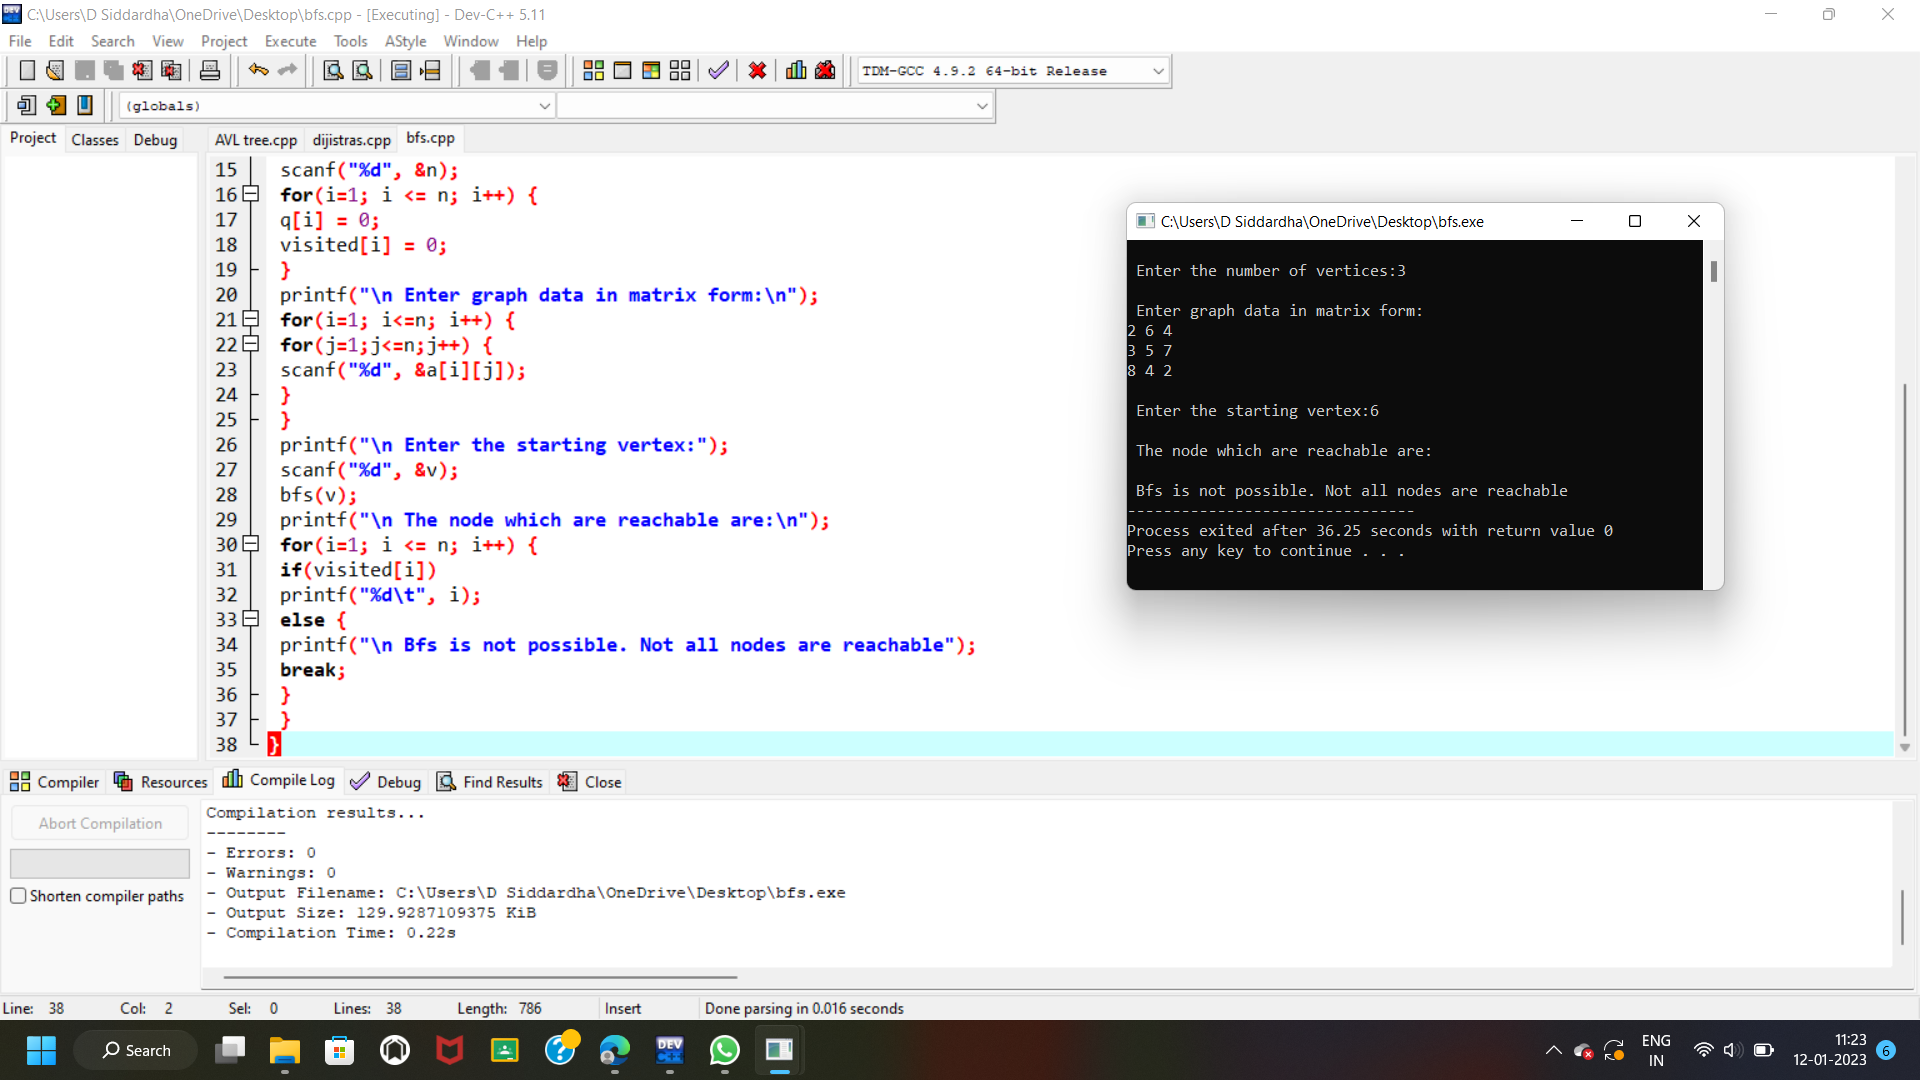 C:\Users\D Siddardha\OneDrive\Desktop\bfs.cpp - [Executing] - Dev-C++ 5.11
File Edit Search View Project Execute Tools AStyle Window Help
TDM-GCC 4.9.2 64-bit Release
(globals)
Project Classes Debug
AVL tree.cpp dijistras.cpp bfs.cpp
15 scanf("%d", &n);
16 for(i=1; i <= n; i++) {
17 q[i] = 0;
18 visited[i] = 0;
19 }
20 printf("\n Enter graph data in matrix form:\n");
21 for(i=1; i<=n; i++) {
22 for(j=1;j<=n;j++) {
23 scanf("%d", &a[i][j]);
24 }
25 }
26 printf("\n Enter the starting vertex:");
27 scanf("%d", &v);
28 bfs(v);
29 printf("\n The node which are reachable are:\n");
30 for(i=1; i <= n; i++) {
31 if(visited[i])
32 printf("%d\t", i);
33 else {
34 printf("\n Bfs is not possible. Not all nodes are reachable");
35 break;
36 }
37 }
38 }
C:\Users\D Siddardha\OneDrive\Desktop\bfs.exe
Enter the number of vertices:3
Enter graph data in matrix form:
2 6 4
3 5 7
8 4 2
Enter the starting vertex:6
The node which are reachable are:
Bfs is not possible. Not all nodes are reachable
--------------------------------
Process exited after 36.25 seconds with return value 0
Press any key to continue . . .
Compiler Resources Compile Log Debug Find Results Close
Abort Compilation
Shorten compiler paths
Compilation results...
--------
- Errors: 0
- Warnings: 0
- Output Filename: C:\Users\D Siddardha\OneDrive\Desktop\bfs.exe
- Output Size: 129.9287109375 KiB
- Compilation Time: 0.22s
Line: 38 Col: 2 Sel: 0 Lines: 38 Length: 786 Insert Done parsing in 0.016 seconds
Search
DEV
ENG
IN
11:23
12-01-2023
6